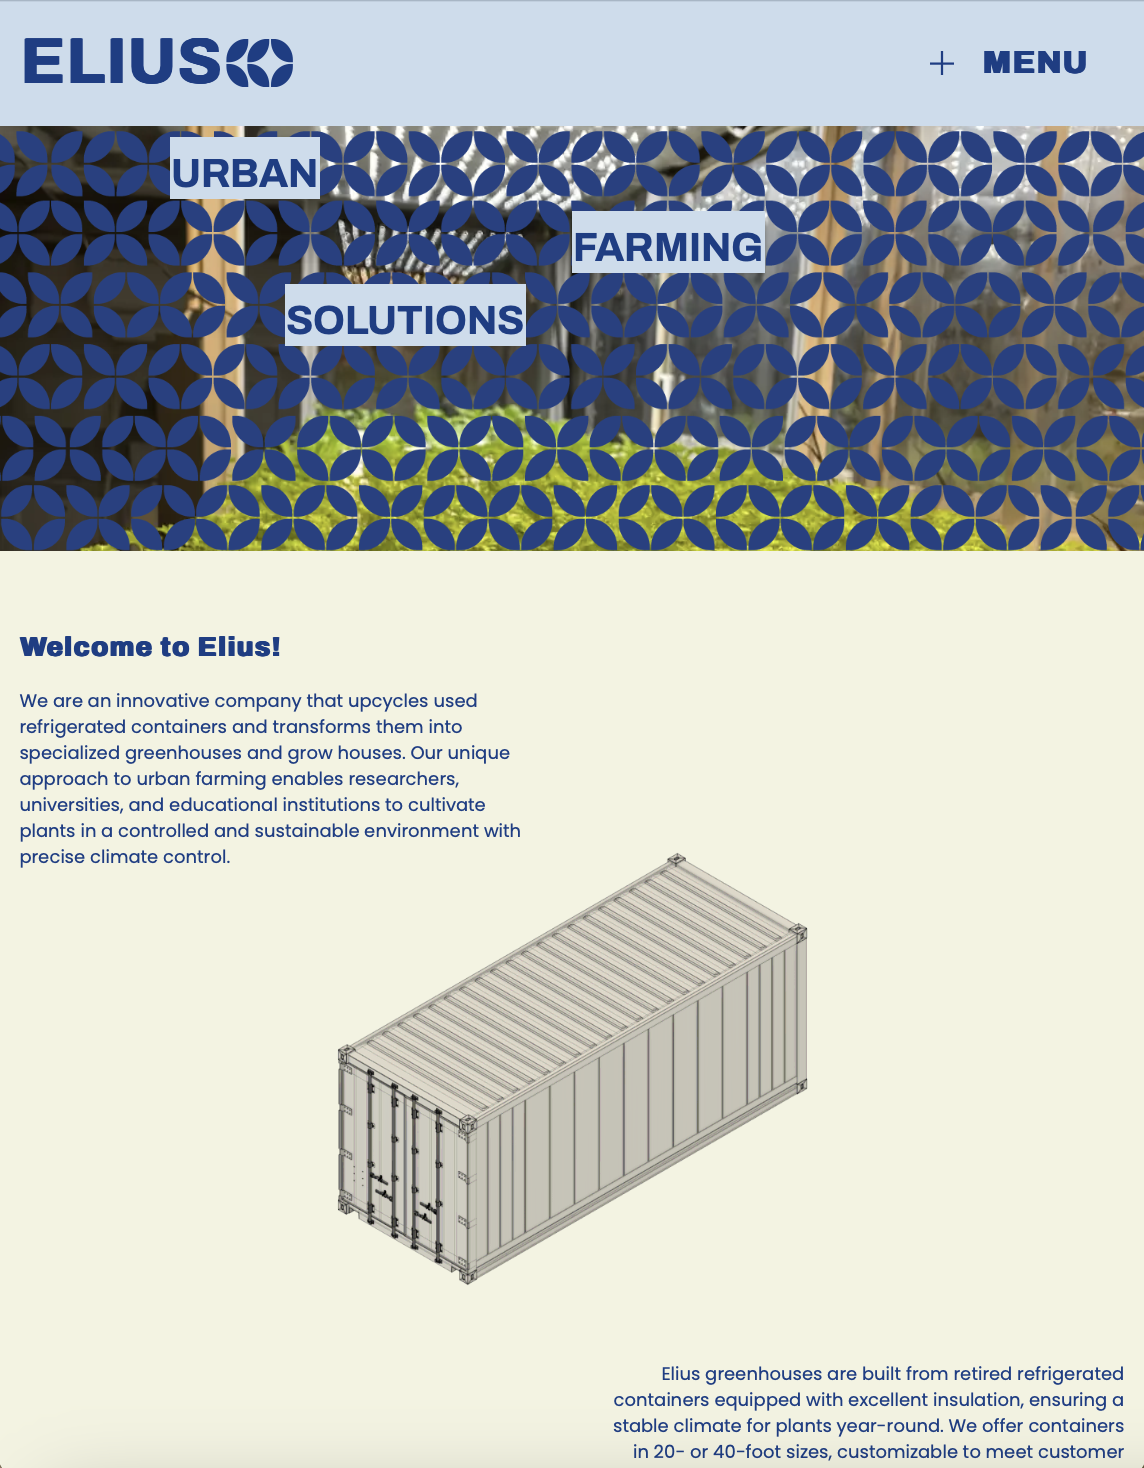 ELIUS
MENU
URBAN
FARMING
SOLUTIONS
Welcome to Elius!
We are an innovative company that upcycles used
refrigerated containers and transforms them into
specialized greenhouses and grow houses. Our unique
approach to urban farming enables researchers,
universities, and educational institutions to cultivate
plants in a controlled and sustainable environment with
precise climate control.
Elius greenhouses are built from retired refrigerated
containers equipped with excellent insulation, ensuring a
stable climate for plants year-round. We offer containers
in 20- or 40-foot sizes, customizable to meet customer